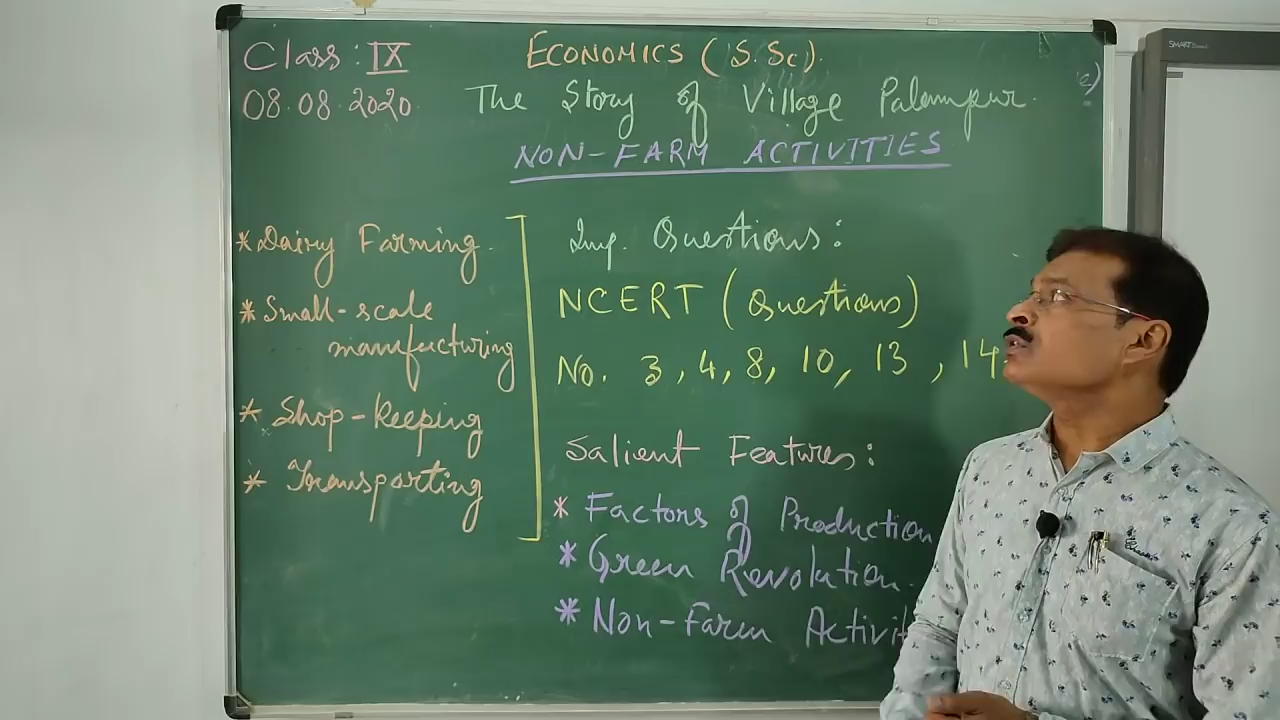 Class : IX
ECONOMICS (S.Sc).
08.08.2020.
The Story of Village Palampur.
NON-FARM ACTIVITIES
* Dairy Farming.
* Small-scale
manufacturing
* Shop-keeping
* Transporting
Imp. Questions:
NCERT (Questions)
No. 3, 4, 8, 10, 13, 14.
Salient Features:
* Factors of Production
* Green Revolution.
* Non-Farm Activit
SMART